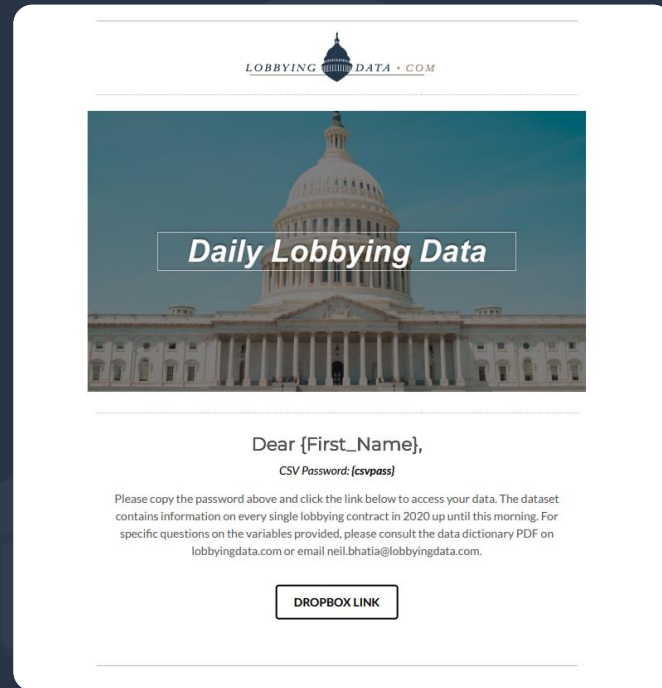 LOBBYING DATA • COM
Daily Lobbying Data
Dear {First_Name},
CSV Password: {csvpass}
Please copy the password above and click the link below to access your data. The dataset
contains information on every single lobbying contract in 2020 up until this morning. For
specific questions on the variables provided, please consult the data dictionary PDF on
lobbyingdata.com or email neil.bhatia@lobbyingdata.com.
DROPBOX LINK